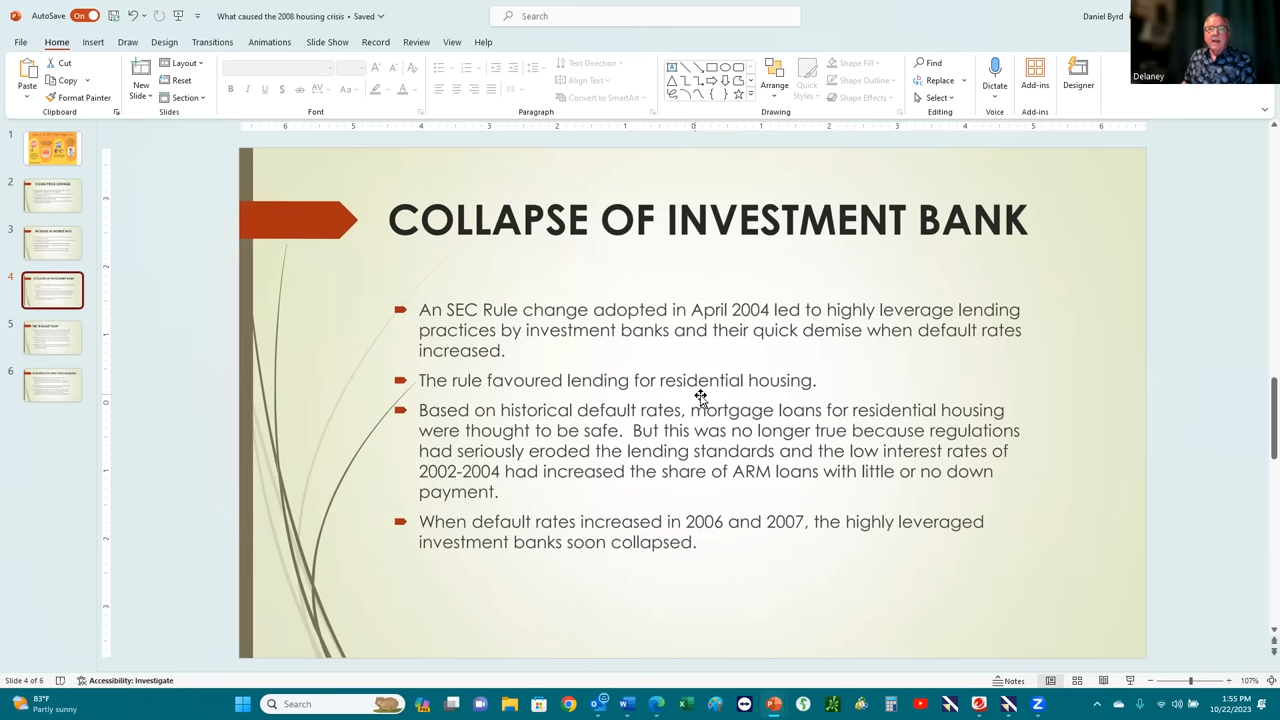 AutoSave On What caused the 2008 housing crisis • Saved Search Daniel Byrd
File Home Insert Draw Design Transitions Animations Slide Show Record Review View Help
Delaney
Paste Cut Copy Format Painter Clipboard
New Slide Layout Reset Section Slides
Font
Text Direction Align Text Convert to SmartArt Paragraph
Arrange Quick Styles Shape Fill Shape Outline Shape Effects Drawing
Find Replace Select Editing
Dictate Voice
Add-ins Add-ins
Designer
1
2
3
4
5
6
COLLAPSE OF INVESTMENT BANK
An SEC Rule change adopted in April 2004 led to highly leverage lending
practices by investment banks and their quick demise when default rates
increased.
The rule favoured lending for residential housing.
Based on historical default rates, mortgage loans for residential housing
were thought to be safe. But this was no longer true because regulations
had seriously eroded the lending standards and the low interest rates of
2002-2004 had increased the share of ARM loans with little or no down
payment.
When default rates increased in 2006 and 2007, the highly leveraged
investment banks soon collapsed.
Slide 4 of 6 Accessibility: Investigate Notes 107%
83°F
Partly sunny
Search
1:55 PM
10/22/2023